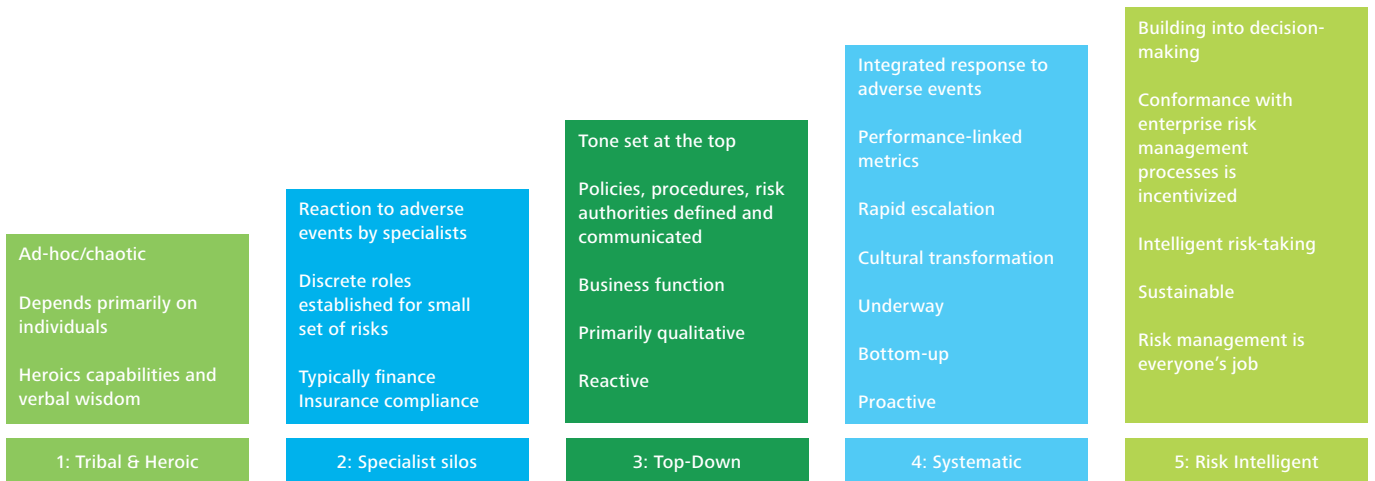 Ad-hoc/chaotic
Depends primarily on
individuals
Heroics capabilities and
verbal wisdom
1: Tribal & Heroic
Reaction to adverse
events by specialists
Discrete roles
established for small
set of risks
Typically finance
Insurance compliance
2: Specialist silos
Tone set at the top
Policies, procedures, risk
authorities defined and
communicated
Business function
Primarily qualitative
Reactive
3: Top-Down
Integrated response to
adverse events
Performance-linked
metrics
Rapid escalation
Cultural transformation
Underway
Bottom-up
Proactive
4: Systematic
Building into decision-
making
Conformance with
enterprise risk
management
processes is
incentivized
Intelligent risk-taking
Sustainable
Risk management is
everyone’s job
5: Risk Intelligent